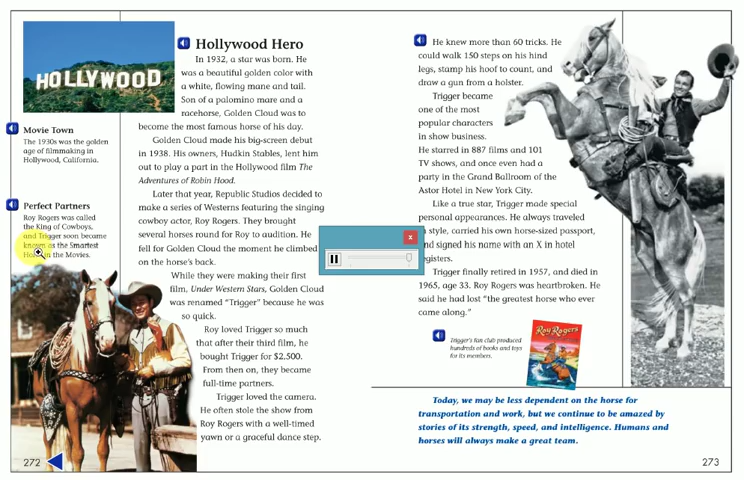 HOLLYWOOD
Movie Town
The 1930s was the golden
age of filmmaking in
Hollywood, California.
Perfect Partners
Roy Rogers was called
the King of Cowboys,
and Trigger soon became
known as the Smartest
Horse in the Movies.
272
Hollywood Hero
In 1932, a star was born. He
was a beautiful golden color with
a white, flowing mane and tail.
Son of a palomino mare and a
racehorse, Golden Cloud was to
become the most famous horse of his day.
Golden Cloud made his big-screen debut
in 1938. His owners, Hudkin Stables, lent him
out to play a part in the Hollywood film The
Adventures of Robin Hood.
Later that year, Republic Studios decided to
make a series of Westerns featuring the singing
cowboy actor, Roy Rogers. They brought
several horses round for Roy to audition. He
fell for Golden Cloud the moment he climbed
on the horse's back.
While they were making their first
film, Under Western Stars, Golden Cloud
was renamed "Trigger" because he was
so quick.
Roy loved Trigger so much
that after their third film, he
bought Trigger for $2,500.
From then on, they became
full-time partners.
Trigger loved the camera.
He often stole the show from
Roy Rogers with a well-timed
yawn or a graceful dance step.
He knew more than 60 tricks. He
could walk 150 steps on his hind
legs, stamp his hoof to count, and
draw a gun from a holster.
Trigger became
one of the most
popular characters
in show business.
He starred in 887 films and 101
TV shows, and once even had a
party in the Grand Ballroom of the
Astor Hotel in New York City.
Like a true star, Trigger made special
personal appearances. He always traveled
style, carried his own horse-sized passport,
and signed his name with an X in hotel
registers.
Trigger finally retired in 1957, and died in
1965, age 33. Roy Rogers was heartbroken. He
said he had lost "the greatest horse who ever
came along."
Trigger's fan club produced
hundreds of books and toys
for its members.
Roy Rogers
Today, we may be less dependent on the horse for
transportation and work, but we continue to be amazed by
stories of its strength, speed, and intelligence. Humans and
horses will always make a great team.
273
x